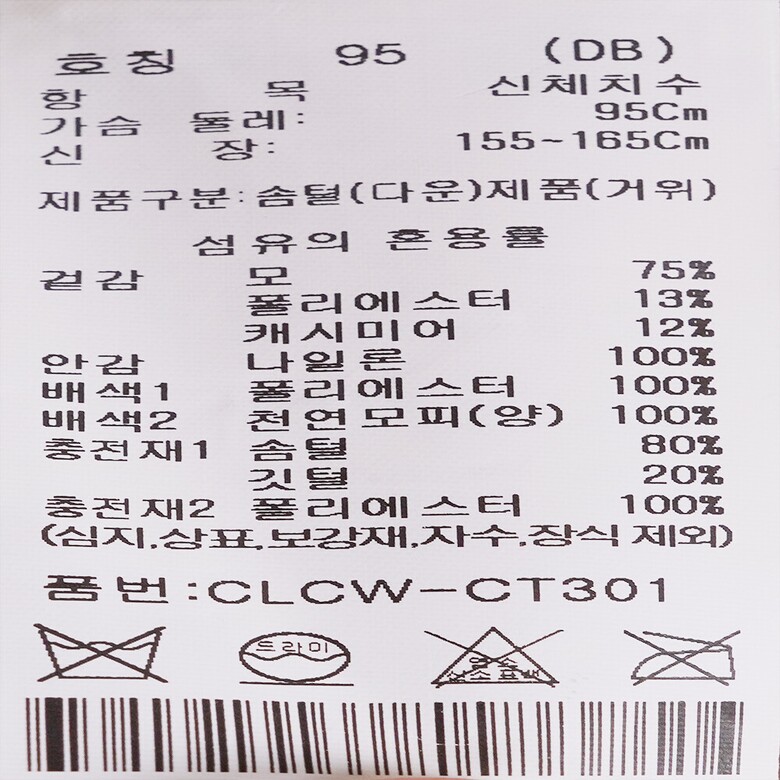 호칭 95 (DB)
항 목 신체치수
가슴 둘레: 95Cm
신 장: 155~165Cm
제품구분:솜털(다운)제품(거위)
섬유의 혼용률
겉감 모 75%
폴리에스터 13%
캐시미어 12%
안감 나일론 100%
배색1 폴리에스터 100%
배색2 천연모피(양) 100%
충전재1 솜털 80%
깃털 20%
충전재2 폴리에스터 100%
(심지,상표,보강재,자수,장식 제외)
품번:CLCW-CT301
드라이
염소
산소 표백